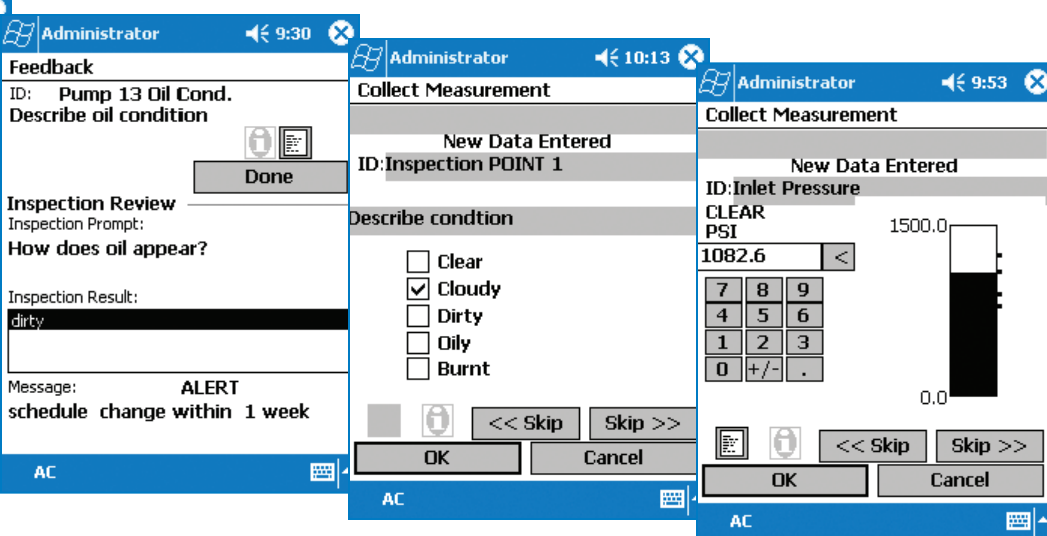 Administrator 9:30
Feedback
ID: Pump 13 Oil Cond.
Describe oil condition
Done
Inspection Review
Inspection Prompt:
How does oil appear?
Inspection Result:
dirty
Message: ALERT
schedule change within 1 week
AC
Administrator 10:13
Collect Measurement
New Data Entered
ID:Inspection POINT 1
Describe condtion
Clear
Cloudy
Dirty
Oily
Burnt
<< Skip Skip >>
OK Cancel
AC
Administrator 9:53
Collect Measurement
New Data Entered
ID:Inlet Pressure
CLEAR
PSI
1500.0
1082.6 <
7 8 9
4 5 6
1 2 3
0 +/- .
0.0
<< Skip Skip >>
OK Cancel
AC